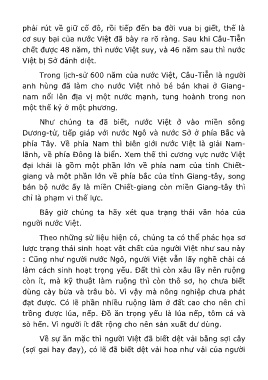 phải rút về giữ cố đô, rồi tiếp đến ba đời vua bị giết, thế là
cơ suy bại của nước Việt đã bày ra rõ ràng. Sau khi Câu-Tiễn
chết được 48 năm, thì nước Việt suy, và 46 năm sau thì nước
Việt bị Sở đánh diệt.
Trong lịch-sử 600 năm của nước Việt, Câu-Tiễn là người
anh hùng đã làm cho nước Việt nhỏ bé bán khai ở Giang-
nam nổi lên địa vị một nước mạnh, tung hoành trong non
một thế kỷ ở một phương.
Như chúng ta đã biết, nước Việt ở vào miền sông
Dương-tử, tiếp giáp với nước Ngô và nước Sở ở phía Bắc và
phía Tây. Về phía Nam thì biên giới nước Việt là giải Nam-
lãnh, về phía Đông là biển. Xem thế thì cương vực nước Việt
đại khái là gồm một phần lớn về phía nam của tỉnh Chiết-
giang và một phần lớn về phía bắc của tỉnh Giang-tây, song
bản bộ nước ấy là miền Chiết-giang còn miền Giang-tây thì
chỉ là phạm vi thế lực.
Bây giờ chúng ta hãy xét qua trạng thái văn hóa của
người nước Việt.
Theo những sử liệu hiện có, chúng ta có thể phác họa sơ
lược trạng thái sinh hoạt vật chất của người Việt như sau này
: Cũng như người nước Ngô, người Việt vẫn lấy nghề chài cá
làm cách sinh hoạt trọng yếu. Đất thì còn xâu lấy nên ruộng
còn ít, mà kỹ thuật làm ruộng thì còn thô sơ, họ chưa biết
dùng cày bừa và trâu bò. Vì vậy mà nông nghiệp chưa phát
đạt được. Có lẽ phần nhiều ruộng làm ở đất cao cho nên chỉ
trồng được lúa, nếp. Đồ ăn trọng yếu là lúa nếp, tôm cá và
sò hến. Vì người ít đất rộng cho nên sản xuất dư dùng.
Về sự ăn mặc thì người Việt đã biết dệt vải bằng sợi cây
(sợi gai hay đay), có lẽ đã biết dệt vải hoa như vải của người